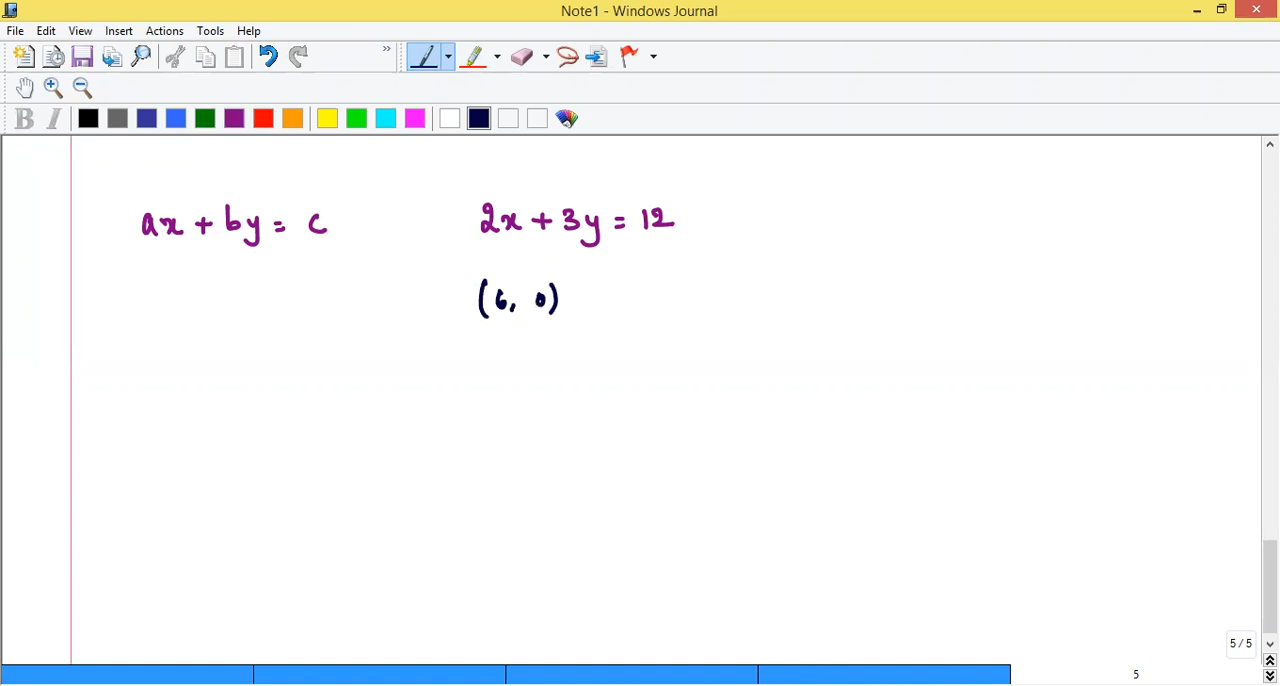 Note1 - Windows Journal
File Edit View Insert Actions Tools Help
»
B I
ax + by = c 2x + 3y = 12
(6, 0)
5 / 5
5